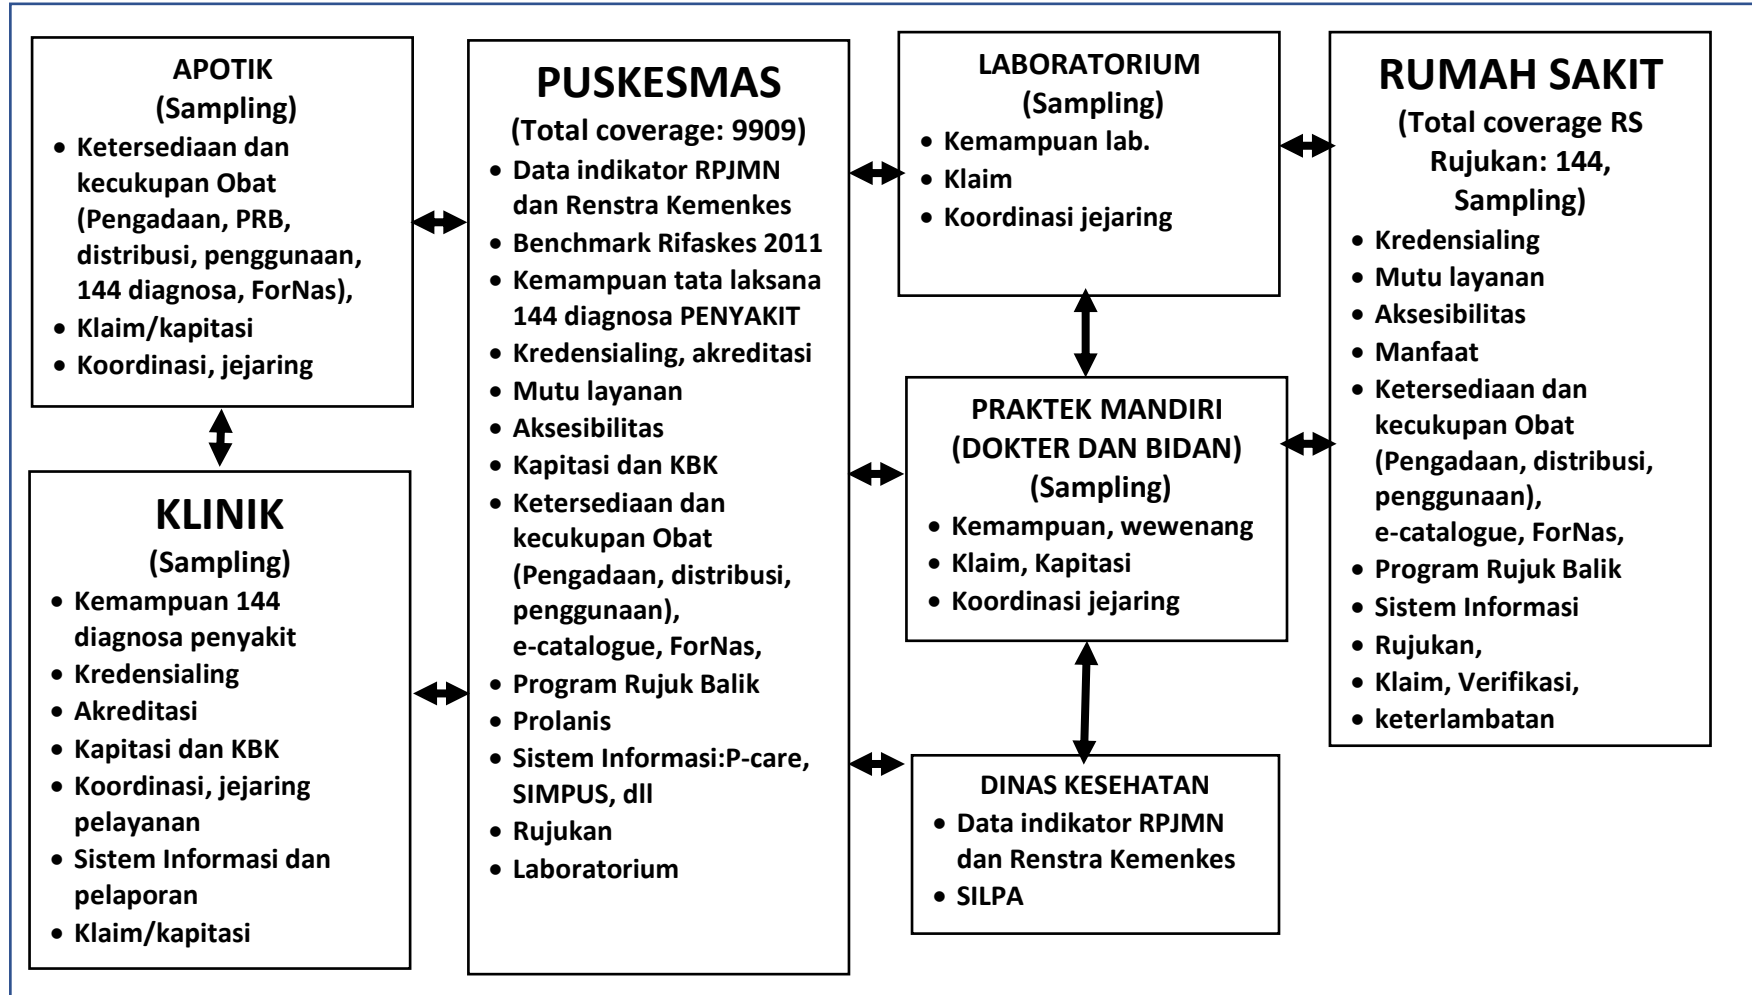 APOTIK
(Sampling)
• Ketersediaan dan
kecukupan Obat
(Pengadaan, PRB,
distribusi, penggunaan,
144 diagnosa, ForNas),
• Klaim/kapitasi
• Koordinasi, jejaring
KLINIK
(Sampling)
• Kemampuan 144
diagnosa penyakit
• Kredensialing
• Akreditasi
• Kapitasi dan KBK
• Koordinasi, jejaring
pelayanan
• Sistem Informasi dan
pelaporan
• Klaim/kapitasi
PUSKESMAS
(Total coverage: 9909)
• Data indikator RPJMN
dan Renstra Kemenkes
• Benchmark Rifaskes 2011
• Kemampuan tata laksana
144 diagnosa PENYAKIT
• Kredensialing, akreditasi
• Mutu layanan
• Aksesibilitas
• Kapitasi dan KBK
• Ketersediaan dan
kecukupan Obat
(Pengadaan, distribusi,
penggunaan),
e-catalogue, ForNas,
• Program Rujuk Balik
• Prolanis
• Sistem Informasi:P-care,
SIMPUS, dll
• Rujukan
• Laboratorium
LABORATORIUM
(Sampling)
• Kemampuan lab.
• Klaim
• Koordinasi jejaring
PRAKTEK MANDIRI
(DOKTER DAN BIDAN)
(Sampling)
• Kemampuan, wewenang
• Klaim, Kapitasi
• Koordinasi jejaring
DINAS KESEHATAN
• Data indikator RPJMN
dan Renstra Kemenkes
• SILPA
RUMAH SAKIT
(Total coverage RS
Rujukan: 144,
Sampling)
• Kredensialing
• Mutu layanan
• Aksesibilitas
• Manfaat
• Ketersediaan dan
kecukupan Obat
(Pengadaan, distribusi,
penggunaan),
e-catalogue, ForNas,
• Program Rujuk Balik
• Sistem Informasi
• Rujukan,
• Klaim, Verifikasi,
• keterlambatan